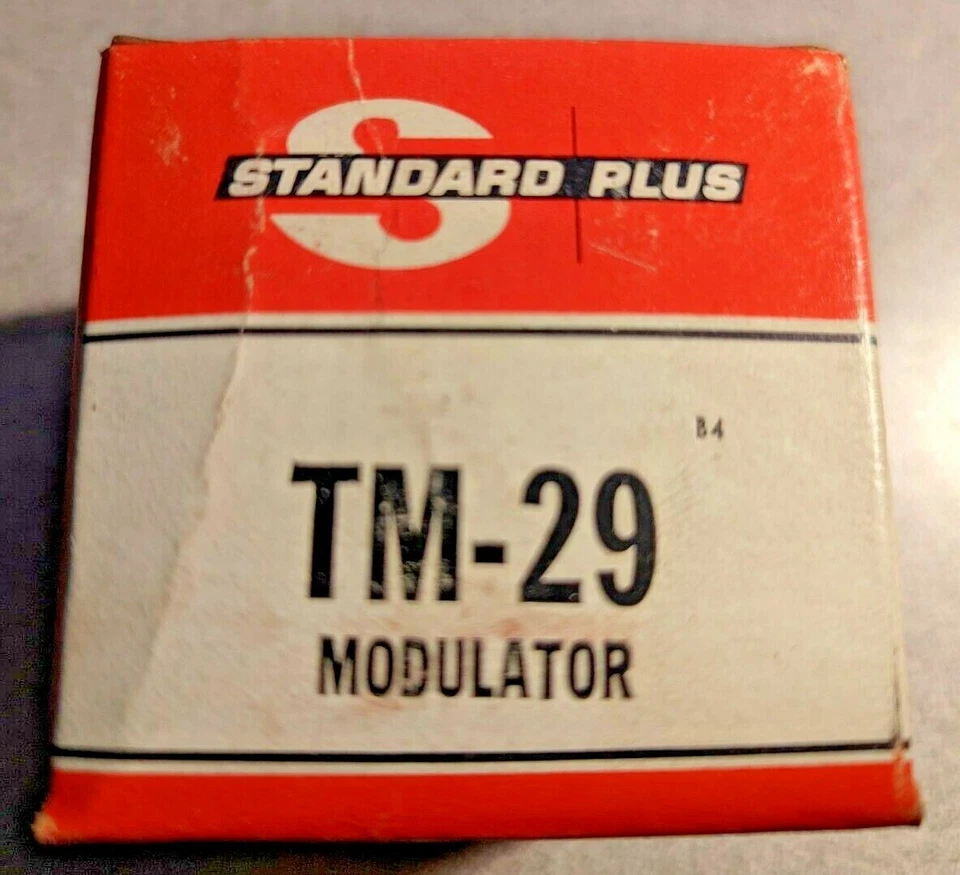 S
STANDARD PLUS
B4
TM-29
MODULATOR